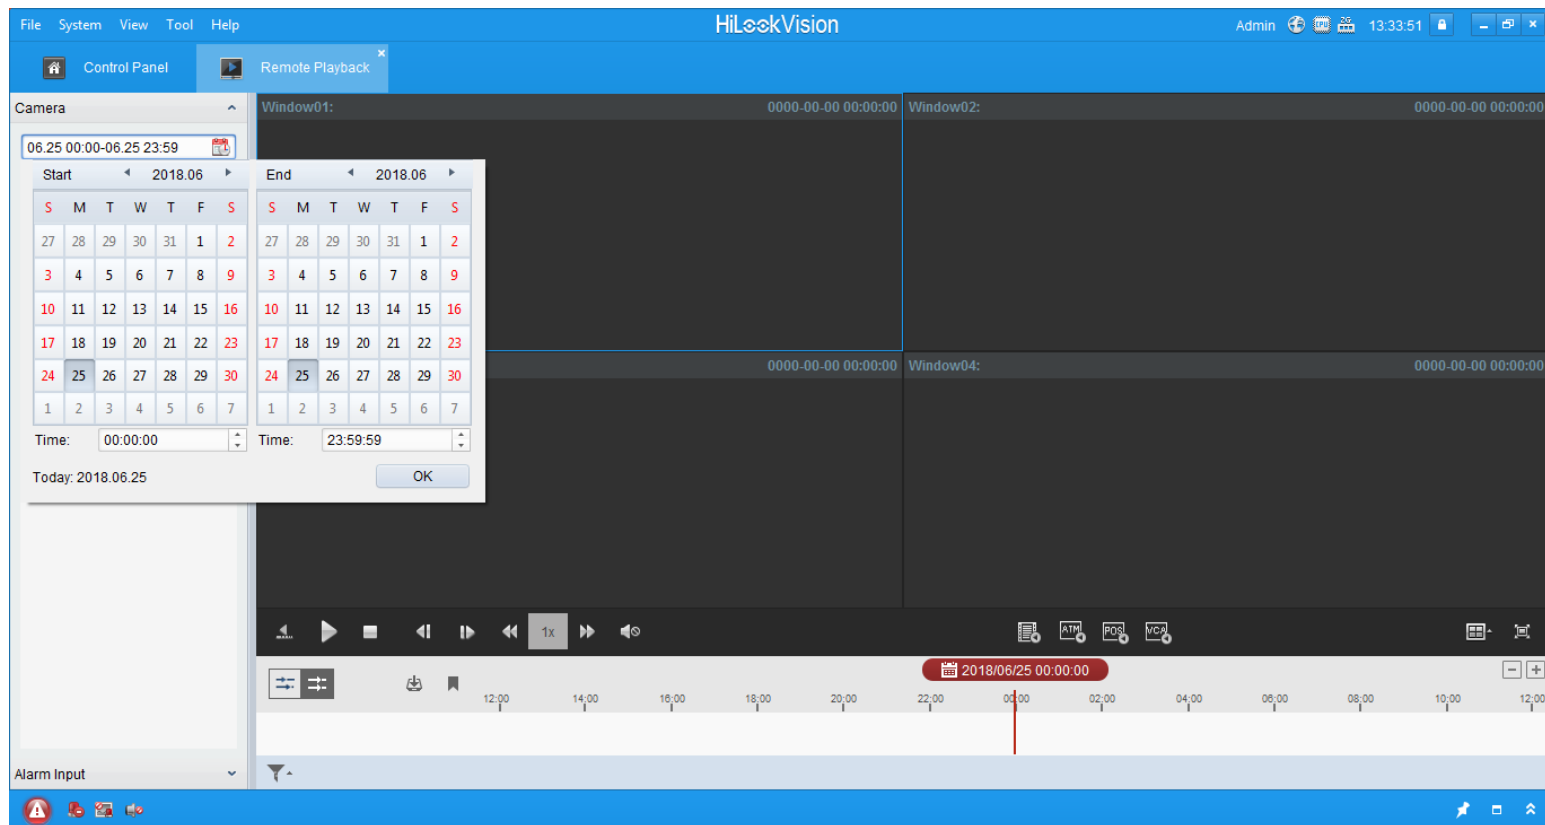 File System View Tool Help HiLookVision Admin CPU 2G 13:33:51
Control Panel Remote Playback
Camera
Window01: 0000-00-00 00:00:00 Window02: 0000-00-00 00:00:00
06.25 00:00-06.25 23:59
Start 2018.06 End 2018.06
S M T W T F S S M T W T F S
27 28 29 30 31 1 2 27 28 29 30 31 1 2
3 4 5 6 7 8 9 3 4 5 6 7 8 9
10 11 12 13 14 15 16 10 11 12 13 14 15 16
17 18 19 20 21 22 23 17 18 19 20 21 22 23
0000-00-00 00:00:00 Window04: 0000-00-00 00:00:00
24 25 26 27 28 29 30 24 25 26 27 28 29 30
1 2 3 4 5 6 7 1 2 3 4 5 6 7
Time: 00:00:00 Time: 23:59:59
Today: 2018.06.25 OK
1x ATM POS VCA
2018/06/25 00:00:00
12:00 14:00 16:00 18:00 20:00 22:00 00:00 02:00 04:00 06:00 08:00 10:00 12:00
Alarm Input